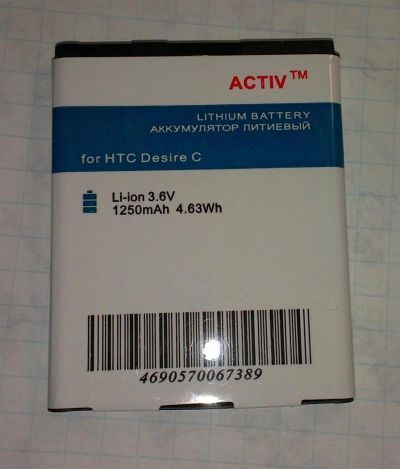 ACTIV™
LITHIUM BATTERY
АККУМУЛЯТОР ЛИТИЕВЫЙ
for HTC Desire C
Li-ion 3.6V
1250mAh 4.63Wh
4690570067389